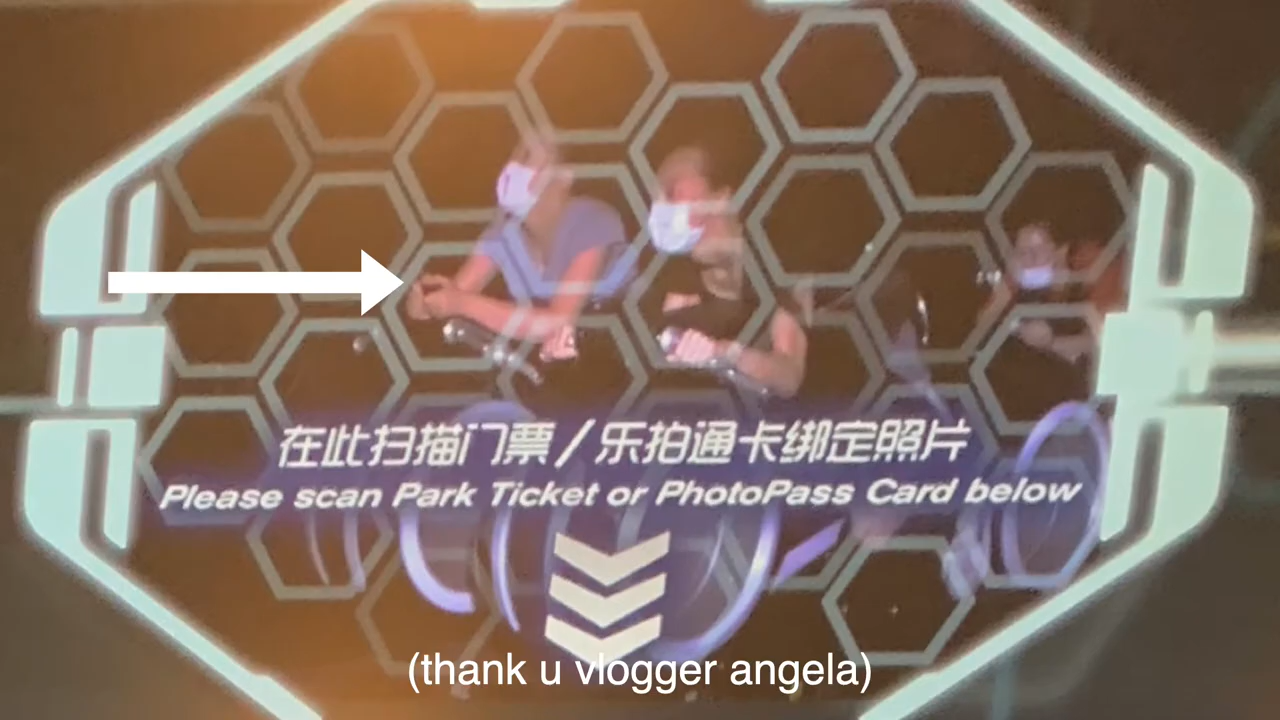 在此扫描门票/乐拍通卡绑定照片
Please scan Park Ticket or PhotoPass Card below
(thank u vlogger angela)